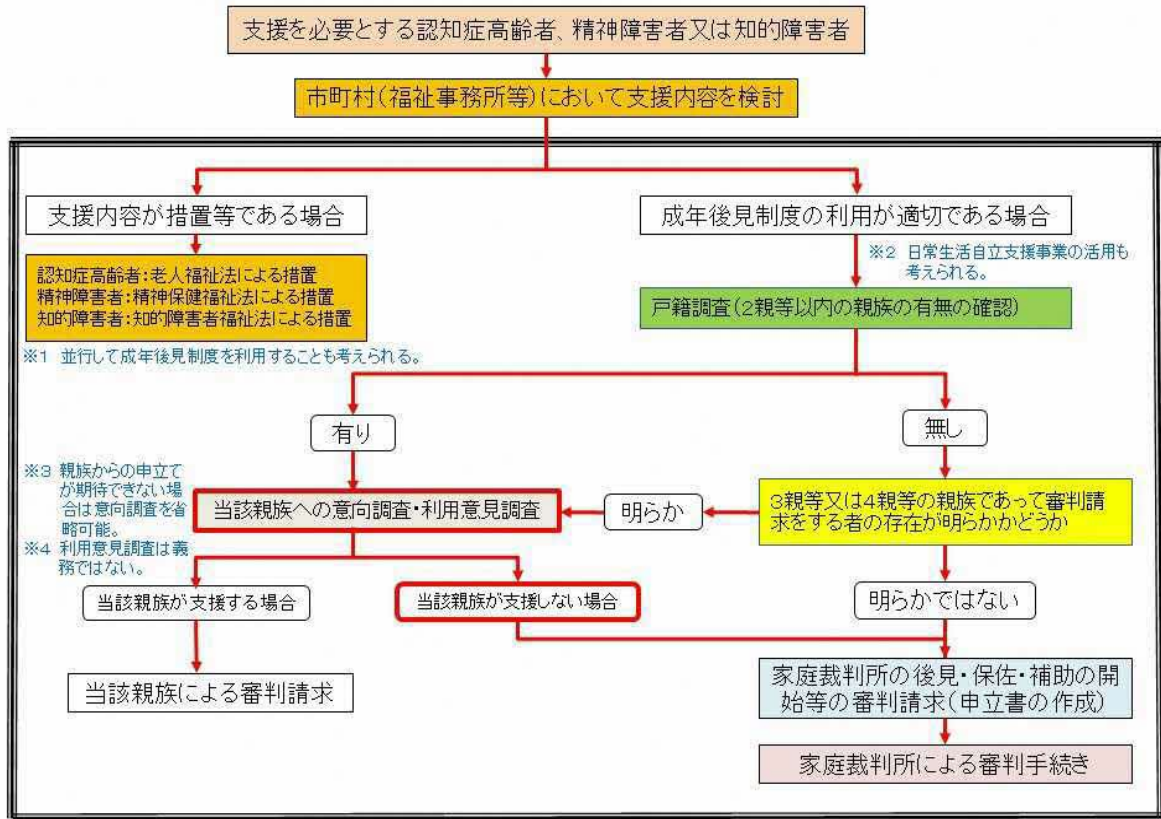 支援を必要とする認知症高齢者、精神障害者又は知的障害者
市町村(福祉事務所等)において支援内容を検討
支援内容が措置等である場合
成年後見制度の利用が適切である場合
※2 日常生活自立支援事業の活用も
考えられる。
認知症高齢者:老人福祉法による措置
精神障害者:精神保健福祉法による措置
知的障害者:知的障害者福祉法による措置
戸籍調査(2親等以内の親族の有無の確認)
※1 並行して成年後見制度を利用することも考えられる。
有り
無し
※3 親族からの申立て
が期待できない場
合は意向調査を省
略可能。
※4 利用意見調査は義
務ではない。
当該親族への意向調査・利用意見調査
明らか
3親等又は4親等の親族であって審判請
求をする者の存在が明らかかどうか
当該親族が支援する場合
当該親族が支援しない場合
明らかではない
当該親族による審判請求
家庭裁判所の後見・保佐・補助の開
始等の審判請求(申立書の作成)
家庭裁判所による審判手続き